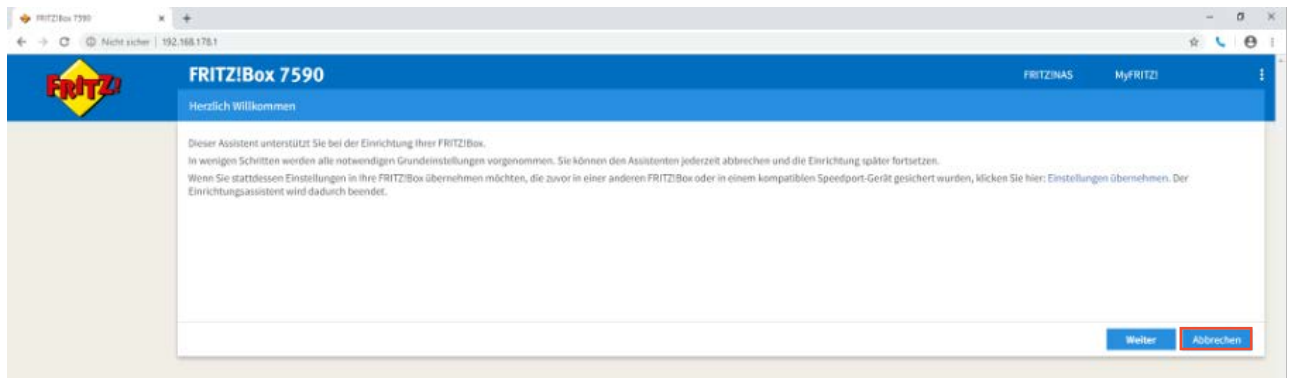 FRITZ!Box 7590
Nicht sicher | 192.168.178.1
FRITZ!
FRITZ!Box 7590
FRITZ!NAS
MyFRITZ!
Herzlich Willkommen
Dieser Assistent unterstützt Sie bei der Einrichtung Ihrer FRITZ!Box.
In wenigen Schritten werden alle notwendigen Grundeinstellungen vorgenommen. Sie können den Assistenten jederzeit abbrechen und die Einrichtung später fortsetzen.
Wenn Sie stattdessen Einstellungen in Ihre FRITZ!Box übernehmen möchten, die zuvor in einer anderen FRITZ!Box oder in einem kompatiblen Speedport-Gerät gesichert wurden, klicken Sie hier: Einstellungen übernehmen. Der
Einrichtungsassistent wird dadurch beendet.
Weiter
Abbrechen